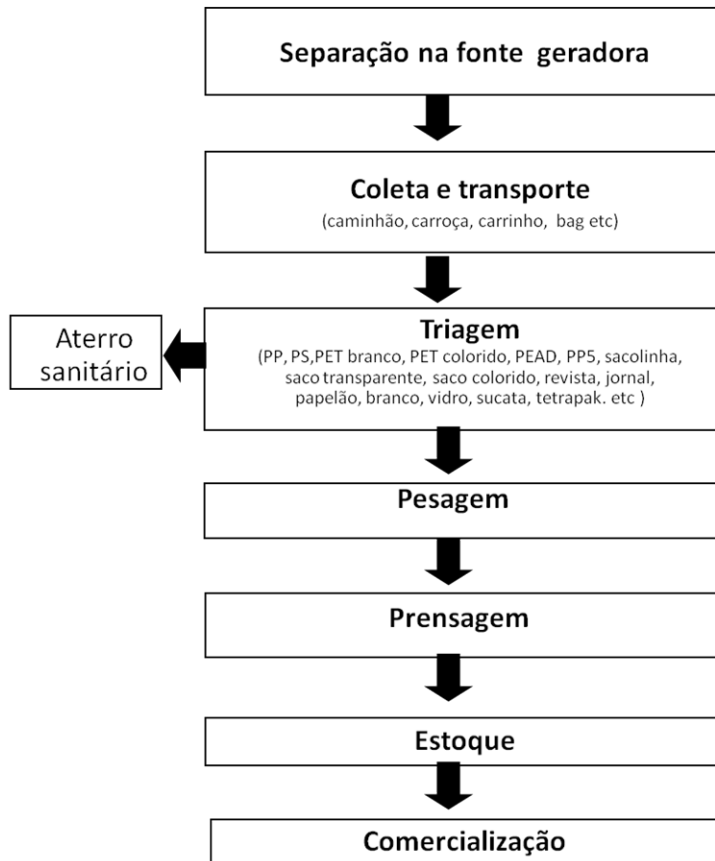 Separação na fonte geradora
Coleta e transporte
(caminhão, carroça, carrinho, bag etc)
Triagem
(PP, PS,PET branco, PET colorido, PEAD, PP5, sacolinha,
saco transparente, saco colorido, revista, jornal,
papelão, branco, vidro, sucata, tetrapak. etc )
Aterro
sanitário
Pesagem
Prensagem
Estoque
Comercialização